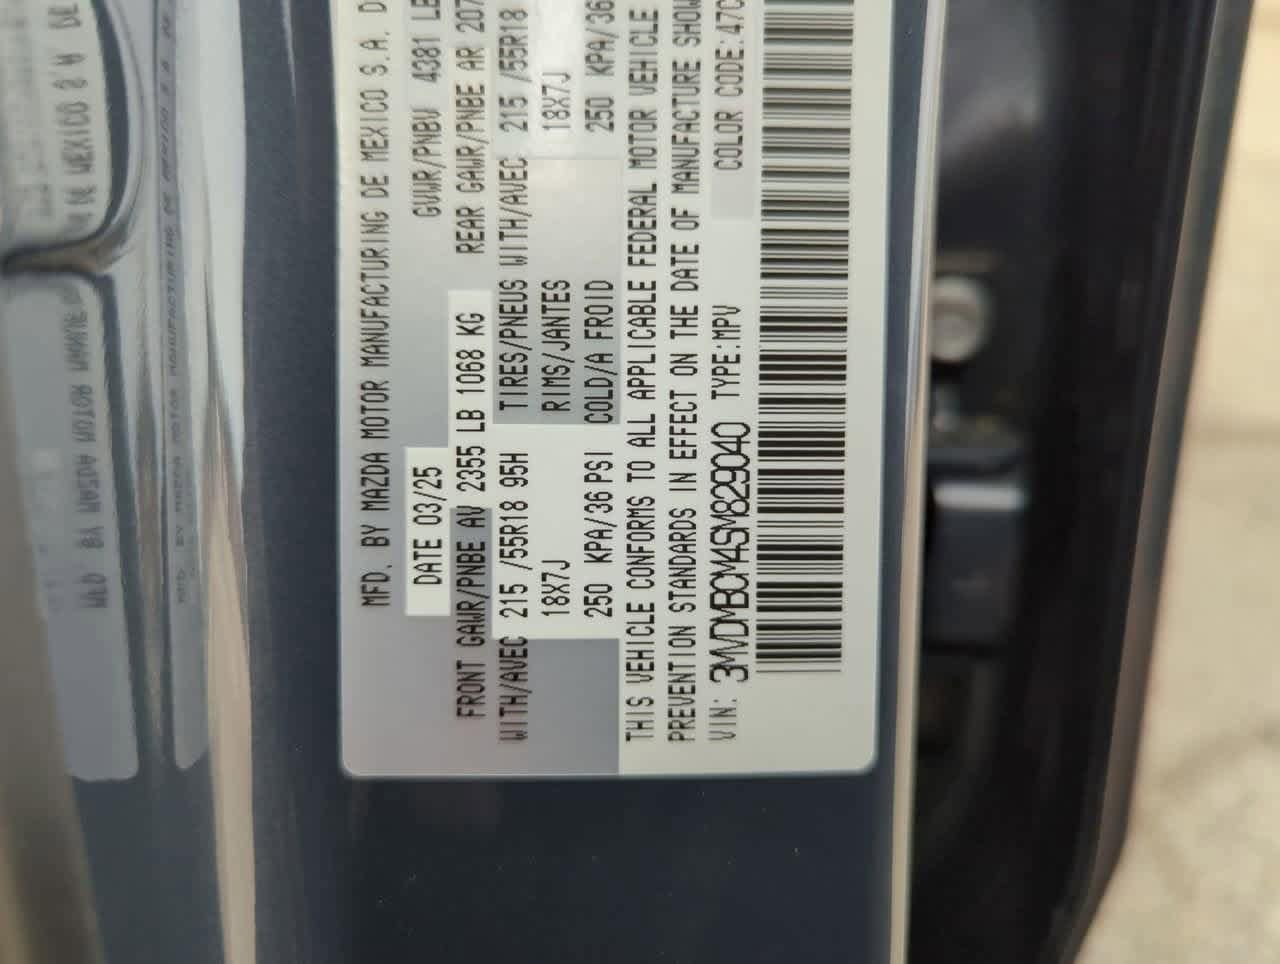 MFD. BY MAZDA MOTOR MANUFACTURING DE MEXICO S.A. D
DATE 03/25 GVWR/PNBV 4381 LB
FRONT GAWR/PNBE AV 2355 LB 1068 KG REAR GAWR/PNBE AR 207
WITH/AVEC 215 /55R18 95H TIRES/PNEUS WITH/AVEC 215 /55R18
18X7J RIMS/JANTES 18X7J
250 KPA/36 PSI COLD/A FROID 250 KPA/36
THIS VEHICLE CONFORMS TO ALL APPLICABLE FEDERAL MOTOR VEHICLE
PREVENTION STANDARDS IN EFFECT ON THE DATE OF MANUFACTURE SHOW
VIN: 3MVDMBCM4SM829040 TYPE:MPV COLOR CODE:47C